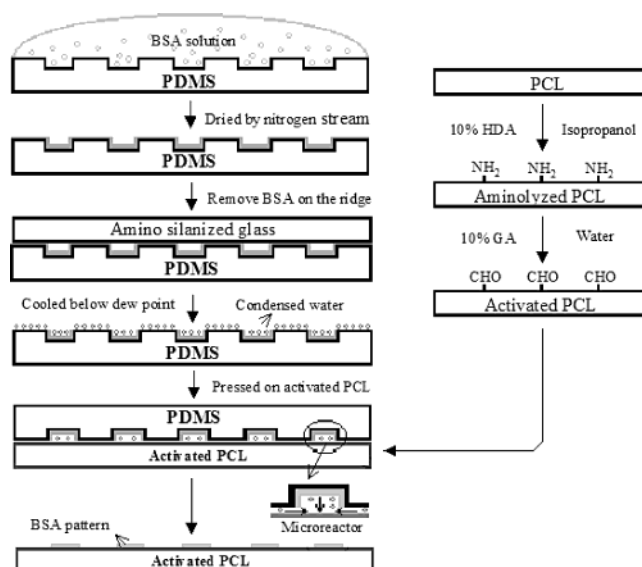 BSA solution
PDMS
Dried by nitrogen stream
PDMS
Remove BSA on the ridge
Amino silanized glass
PDMS
Cooled below dew point
Condensed water
PDMS
Pressed on activated PCL
PDMS
Activated PCL
Microreactor
BSA pattern
Activated PCL
PCL
10% HDA
Isopropanol
NH2 NH2 NH2
Aminolyzed PCL
10% GA
Water
CHO CHO CHO
Activated PCL